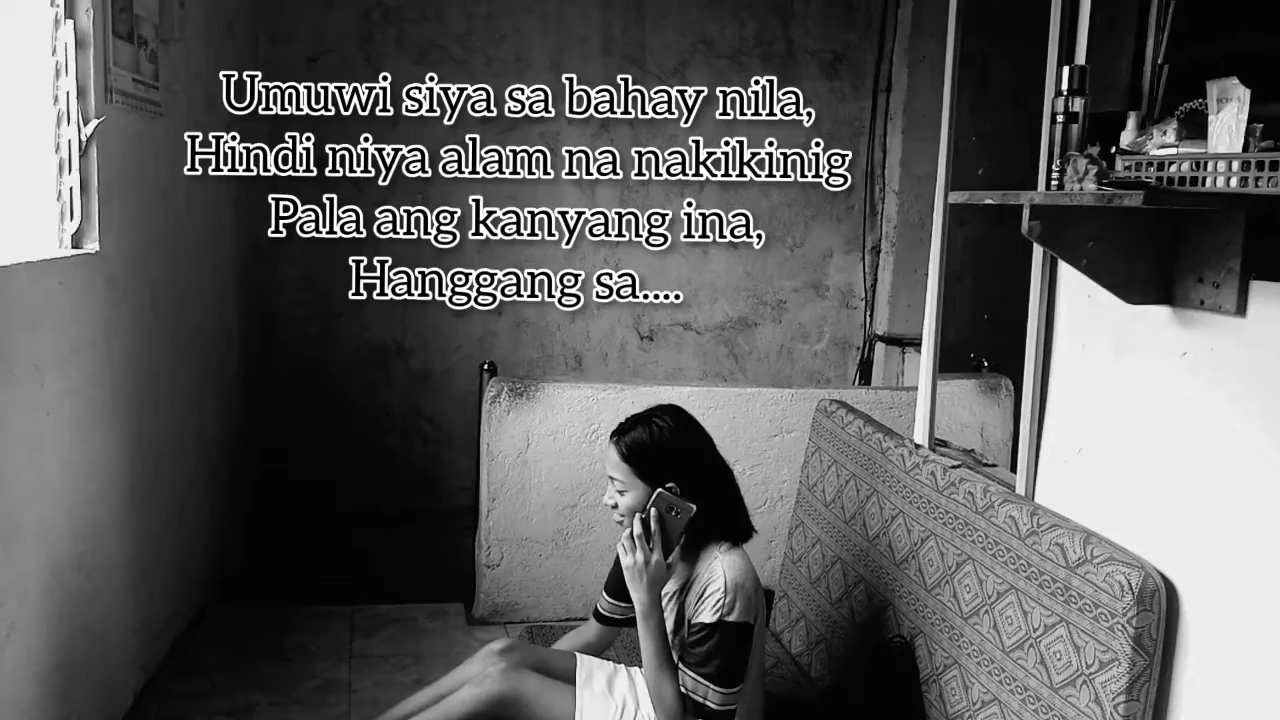 Umuwi siya sa bahay nila,
Hindi niya alam na nakikinig
Pala ang kanyang ina,
Hanggang sa....